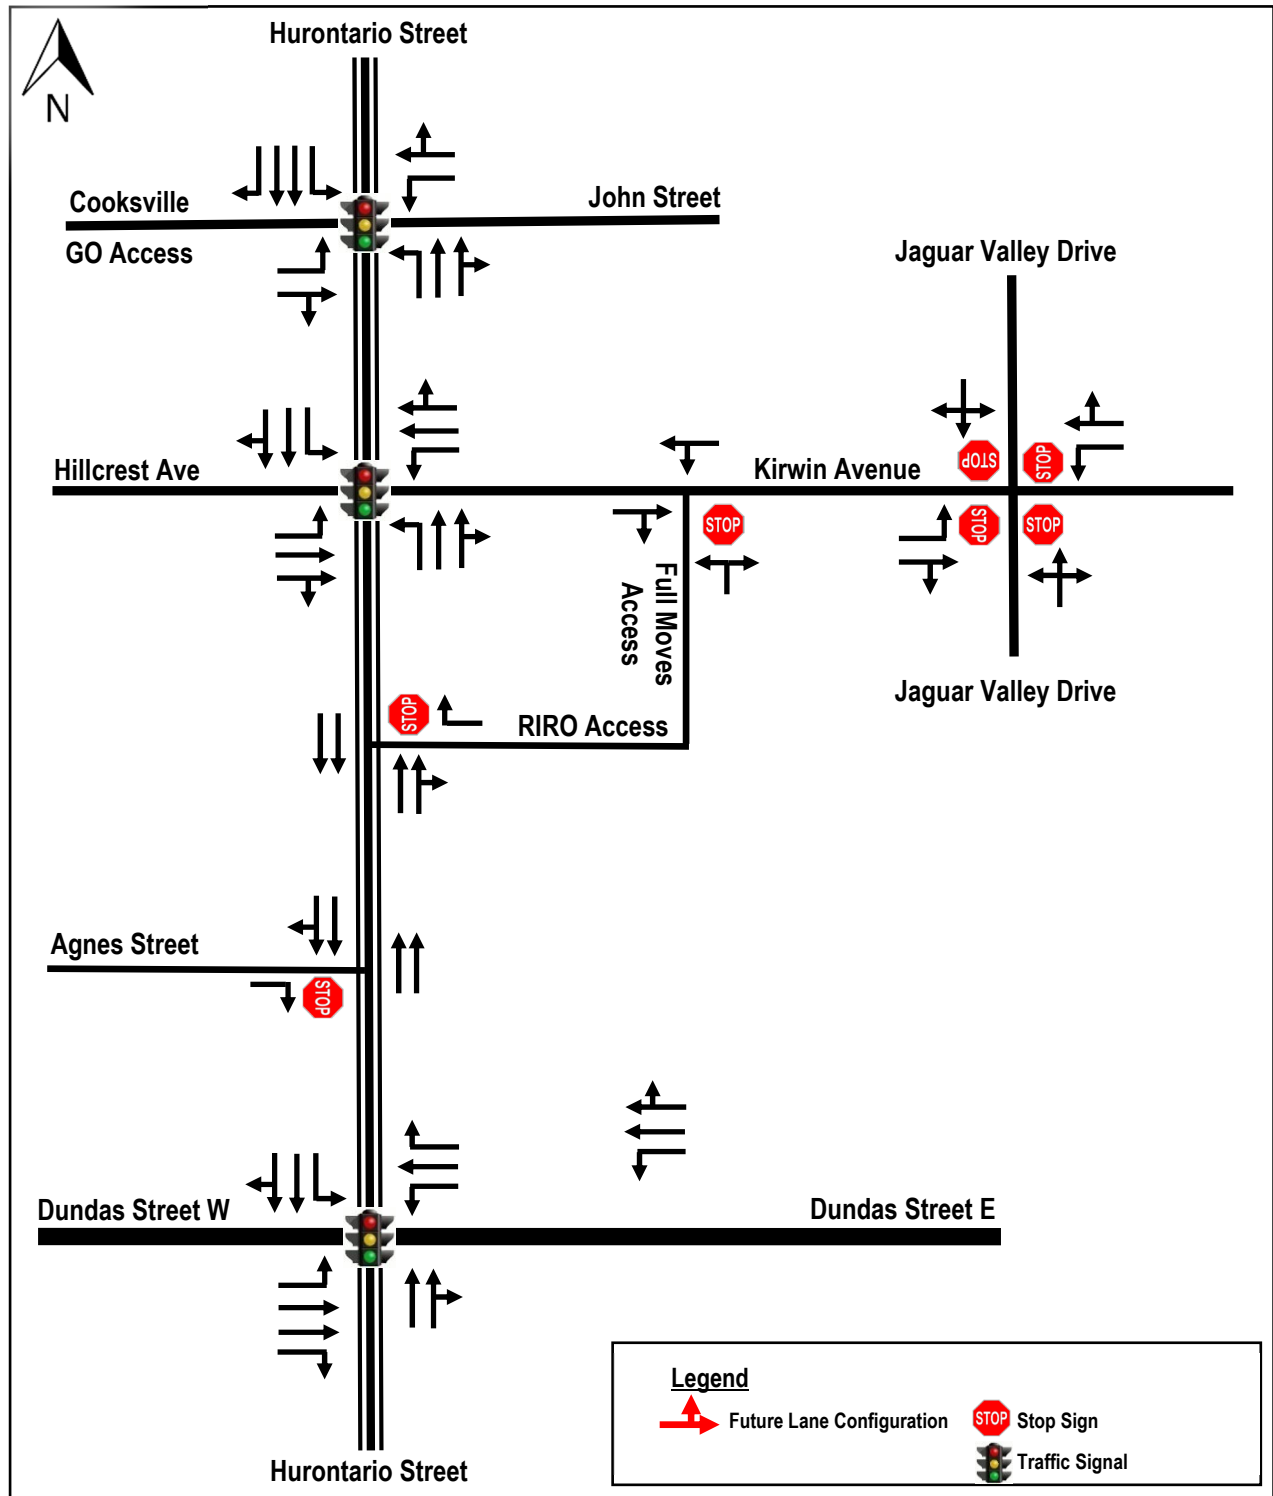 Hurontario Street
N
Cooksville
John Street
GO Access
Jaguar Valley Drive
Hillcrest Ave
Kirwin Avenue
STOP
STOP
STOP
STOP
STOP
Full Moves
Access
Jaguar Valley Drive
STOP
RIRO Access
Agnes Street
STOP
Dundas Street W
Dundas Street E
Legend
Future Lane Configuration
STOP
Stop Sign
Traffic Signal
Hurontario Street